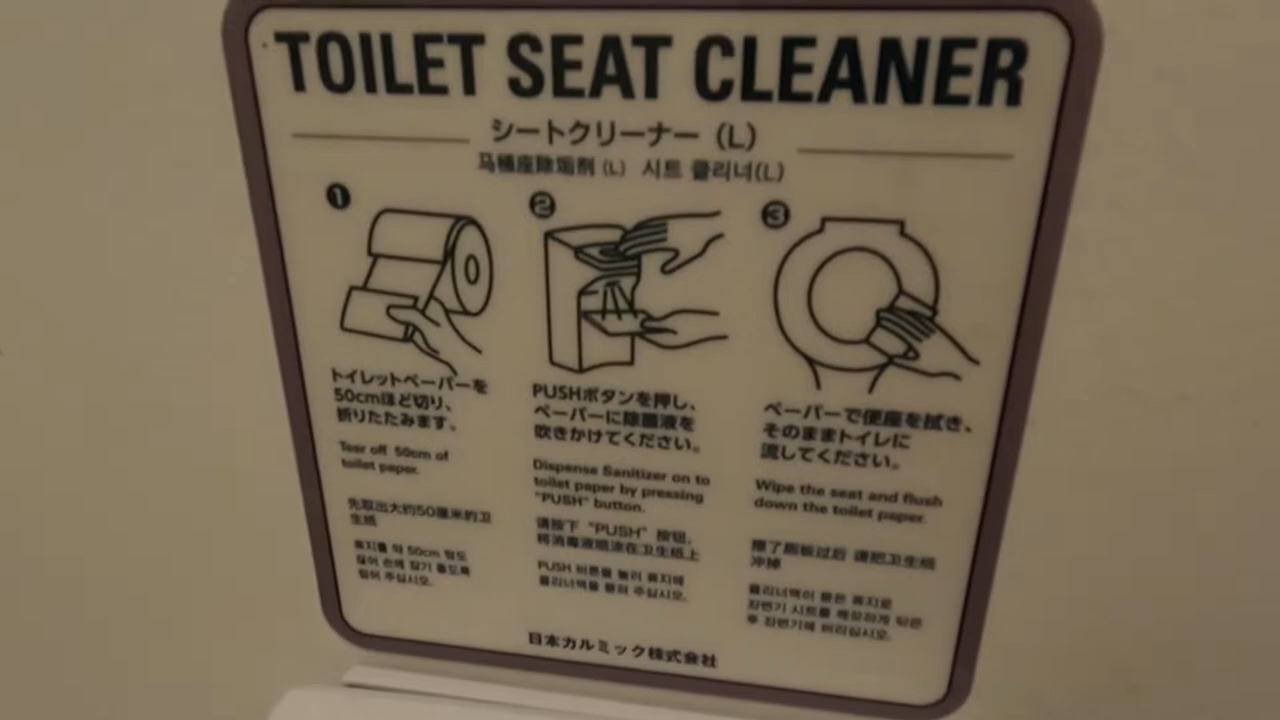 TOILET SEAT CLEANER
シートクリーナー (L)
马桶座除垢剂 (L) 시트 클리너(L)
1
トイレットペーパーを
50cmほど切り、
折りたたみます。
Tear off 50cm of
toilet paper.
先取出大约50厘米的卫
生纸
휴지를 약 50cm 정도
끊어 손에 잡기 좋도록
접어 주십시오.
2
PUSHボタンを押し、
ペーパーに除菌液を
吹きかけてください。
Dispense Sanitizer on to
toilet paper by pressing
"PUSH" button.
请按下 "PUSH" 按钮,
将消毒液喷涂在卫生纸上
PUSH 버튼을 눌러 휴지에
클리너액을 뿌려 주십시오.
3
ペーパーで便座を拭き、
そのままトイレに
流してください。
Wipe the seat and flush
down the toilet paper.
擦了厕板过后 请把卫生纸
冲掉
클리너액이 묻은 휴지로
좌변기 시트를 깨끗하게 닦은
후 좌변기에 버리십시오.
日本カルミック株式会社